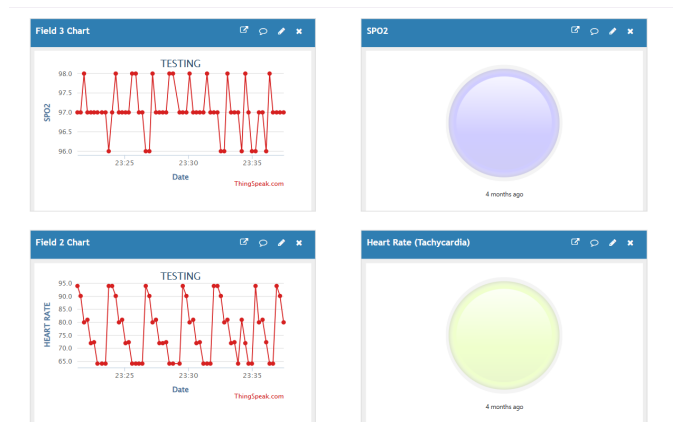 Field 3 Chart
TESTING
98.0
97.5
97.0
96.5
96.0
SPO2
23:25 23:30 23:35
Date
ThingSpeak.com
SPO2
4 months ago
Field 2 Chart
TESTING
95.0
90.0
85.0
80.0
75.0
70.0
65.0
HEART RATE
23:25 23:30 23:35
Date
ThingSpeak.com
Heart Rate (Tachycardia)
4 months ago